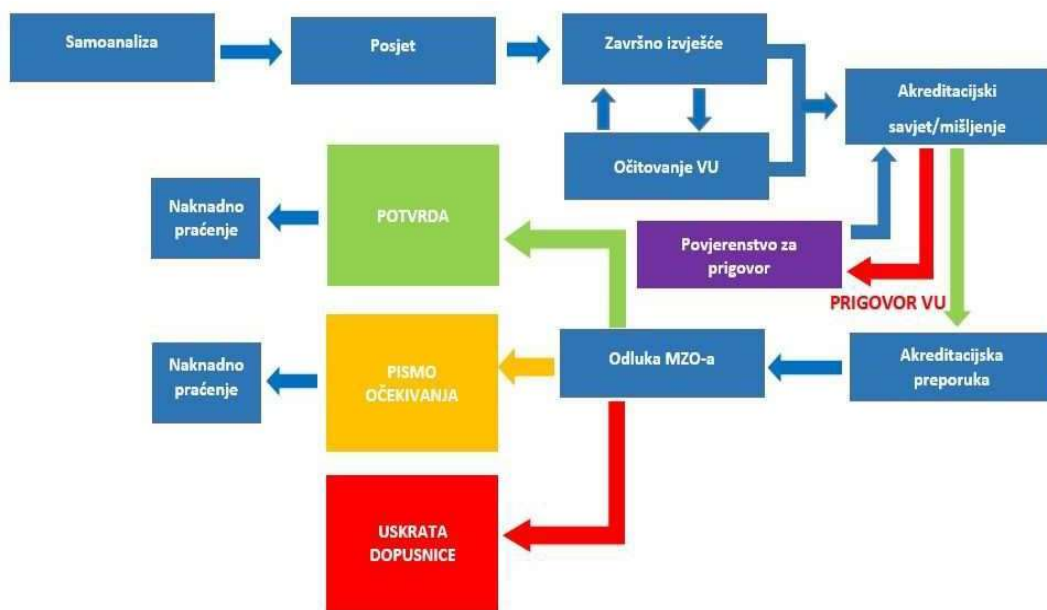 Samoanaliza
Posjet
Završno izvješće
Akreditacijski
savjet/mišljenje
Očitovanje VU
Naknadno
praćenje
POTVRDA
Povjerenstvo za
prigovor
PRIGOVOR VU
Naknadno
praćenje
PISMO
OČEKIVANJA
Odluka MZO-a
Akreditacijska
preporuka
USKRATA
DOPUSNICE